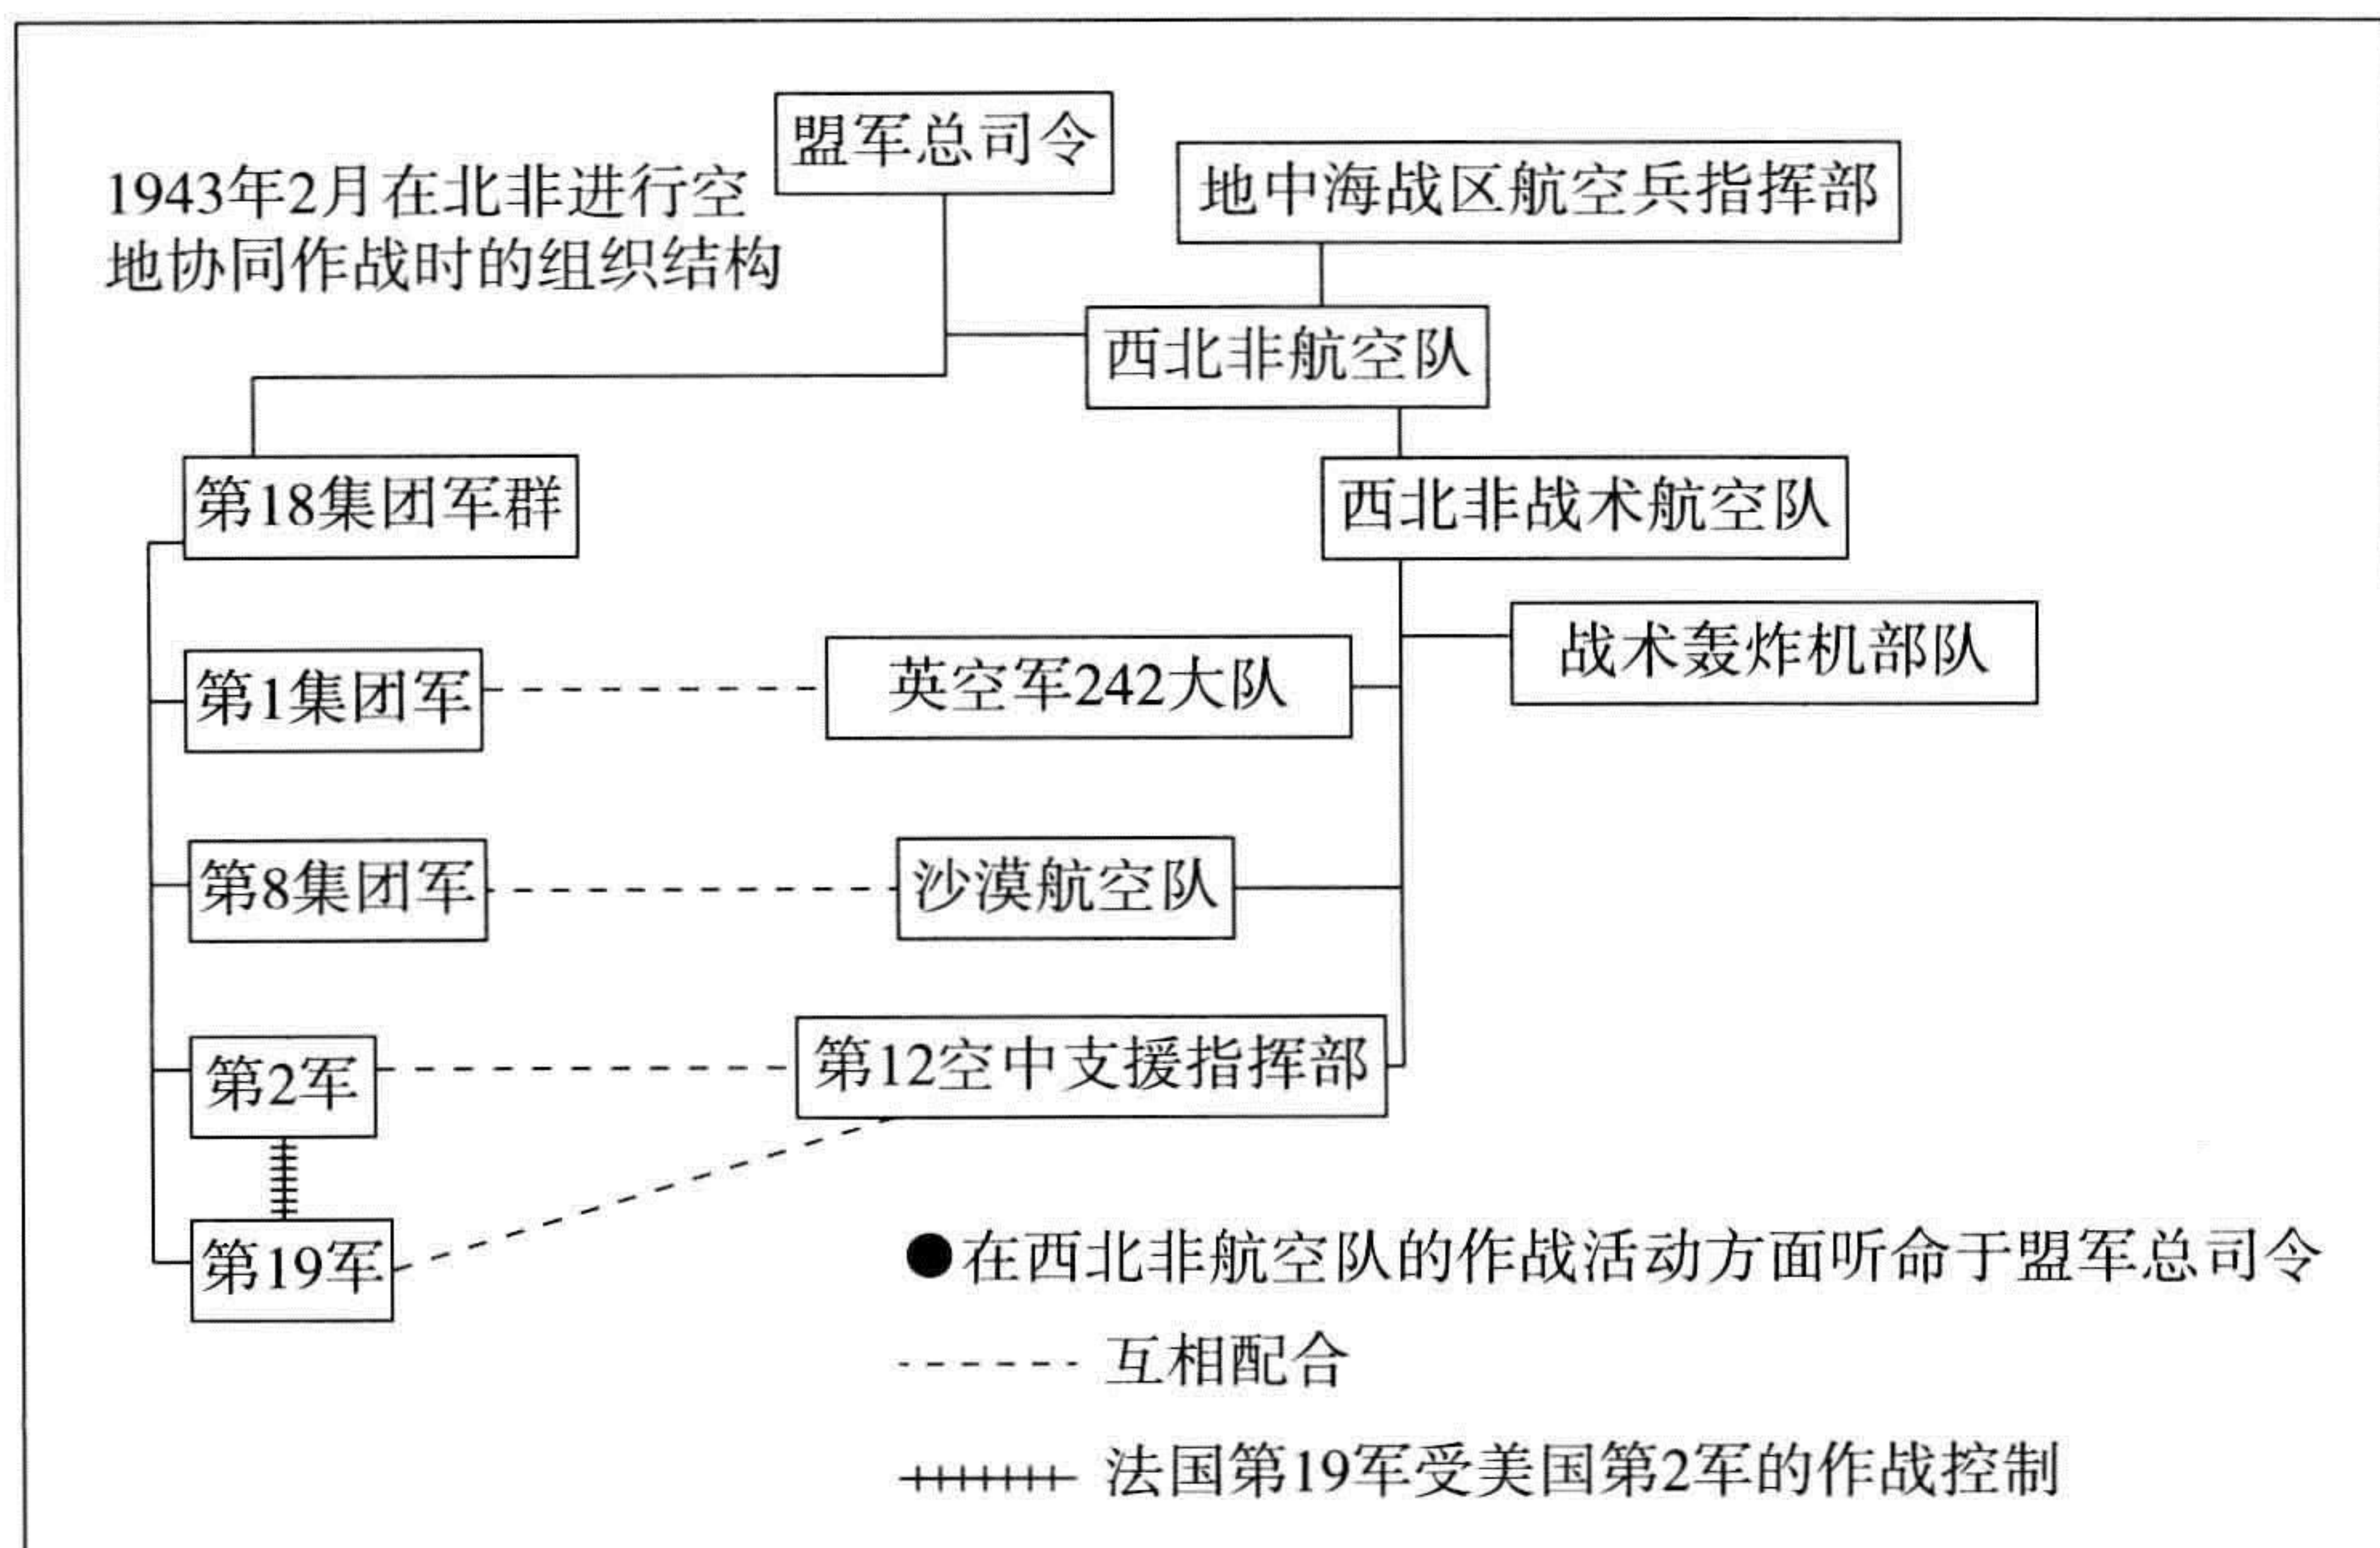 盟军总司令
1943年2月在北非进行空
地协同作战时的组织结构
地中海战区航空兵指挥部
西北非航空队
第18集团军群
西北非战术航空队
战术轰炸机部队
第1集团军
英空军242大队
第8集团军
沙漠航空队
第2军
第12空中支援指挥部
第19军
●在西北非航空队的作战活动方面听命于盟军总司令
互相配合
法国第19军受美国第2军的作战控制